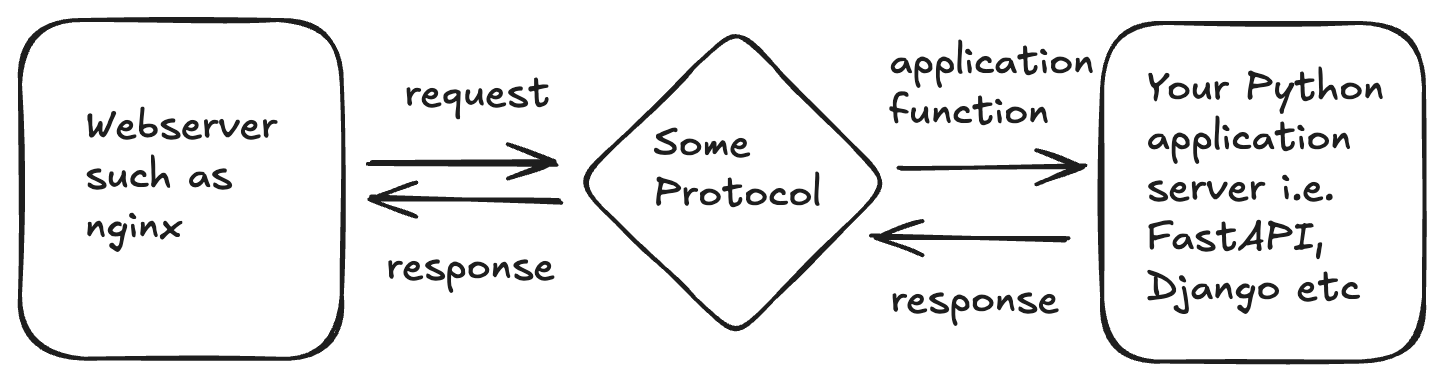 Webserver
such as
nginx
request
response
Some
Protocol
application
function
response
Your Python
application
server i.e.
FastAPI,
Django etc